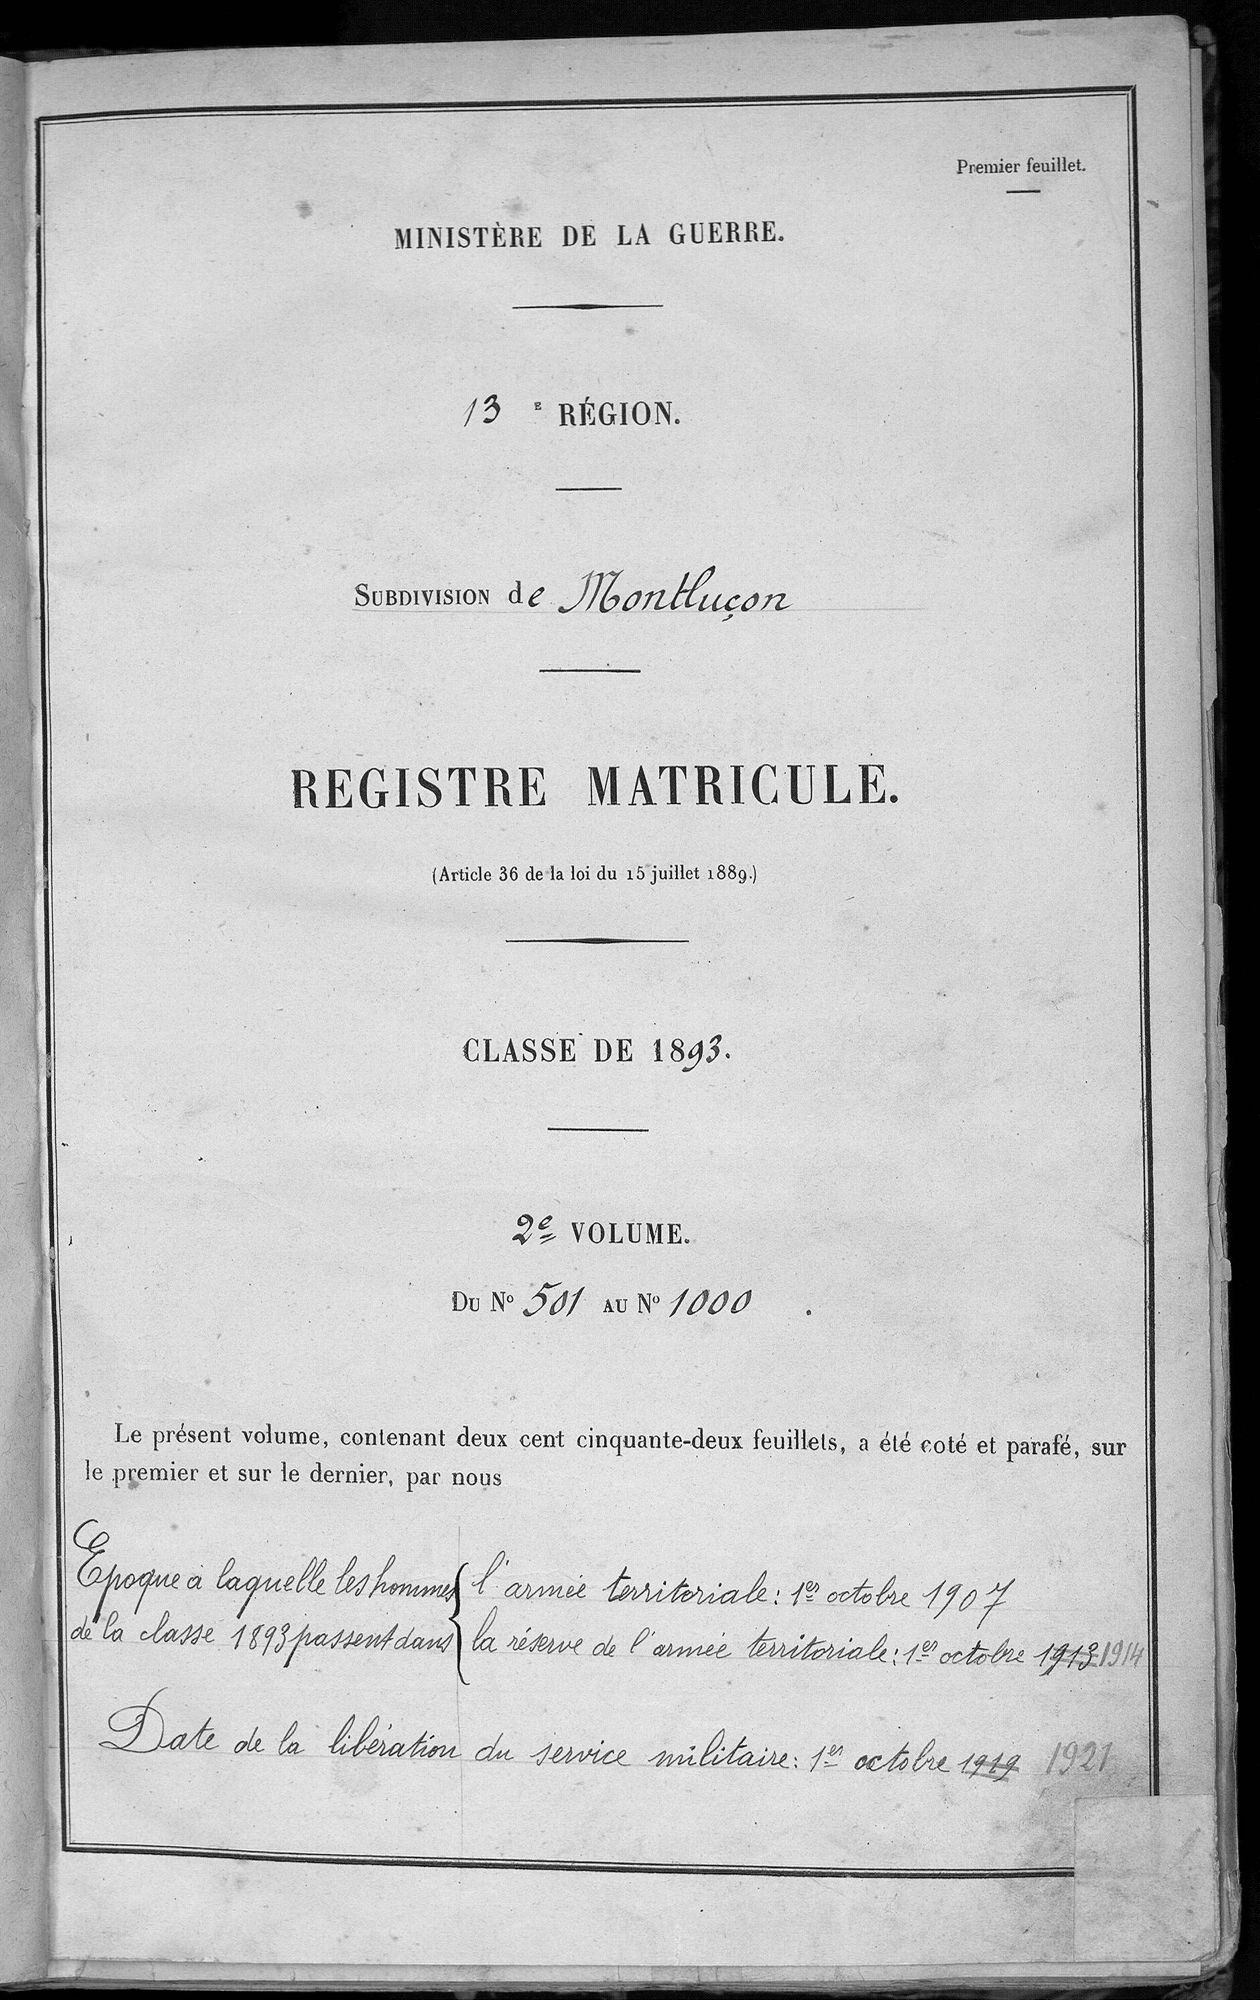 Premier feuillet.
MINISTÈRE DE LA GUERRE.
13 E RÉGION.
SUBDIVISION de Montluçon
REGISTRE MATRICULE.
(Article 36 de la loi du 15 juillet 1889.)
CLASSE DE 1893.
2e VOLUME.
DU No 501 AU No 1000 .
Le présent volume, contenant deux cent cinquante-deux feuillets, a été coté et parafé, sur
le premier et sur le dernier, par nous
Epoque à laquelle les hommes { l'armée territoriale : 1er octobre 1907
de la classe 1893 passent dans { la réserve de l'armée territoriale : 1er octobre 1913 1914
Date de la libération du service militaire : 1er octobre 1919 1921